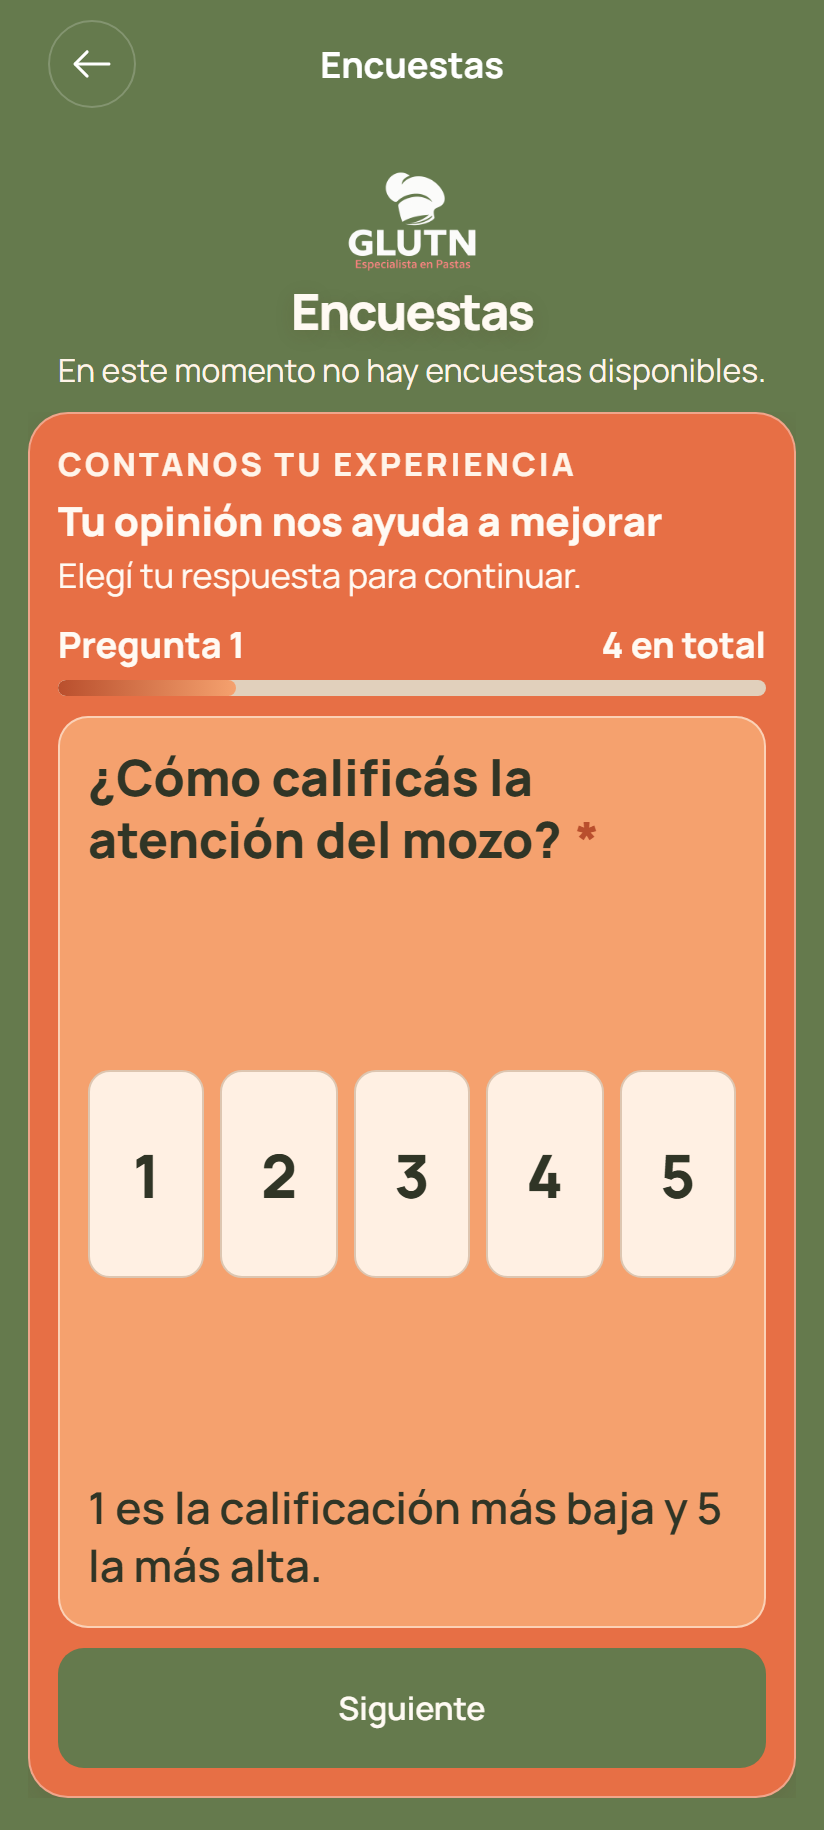 Encuestas
GLUTN
Especialista en Pastas
Encuestas
En este momento no hay encuestas disponibles.
CONTANOS TU EXPERIENCIA
Tu opinión nos ayuda a mejorar
Elegí tu respuesta para continuar.
Pregunta 1 4 en total
¿Cómo calificás la
atención del mozo? *
1 2 3 4 5
1 es la calificación más baja y 5
la más alta.
Siguiente